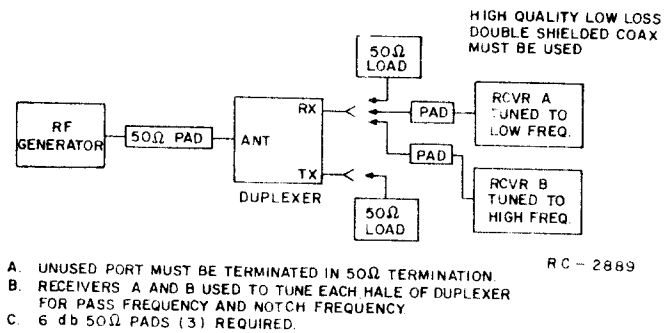 HIGH QUALITY LOW LOSS
DOUBLE SHIELDED COAX
MUST BE USED
50Ω
LOAD
RF
GENERATOR
50Ω PAD
ANT
RX
TX
DUPLEXER
PAD
RCVR A
TUNED TO
LOW FREQ.
PAD
RCVR B
TUNED TO
HIGH FREQ.
50Ω
LOAD
RC-2889
A. UNUSED PORT MUST BE TERMINATED IN 50Ω TERMINATION.
B. RECEIVERS A AND B USED TO TUNE EACH HALE OF DUPLEXER
FOR PASS FREQUENCY AND NOTCH FREQUENCY
C. 6 db 50Ω PADS (3) REQUIRED.